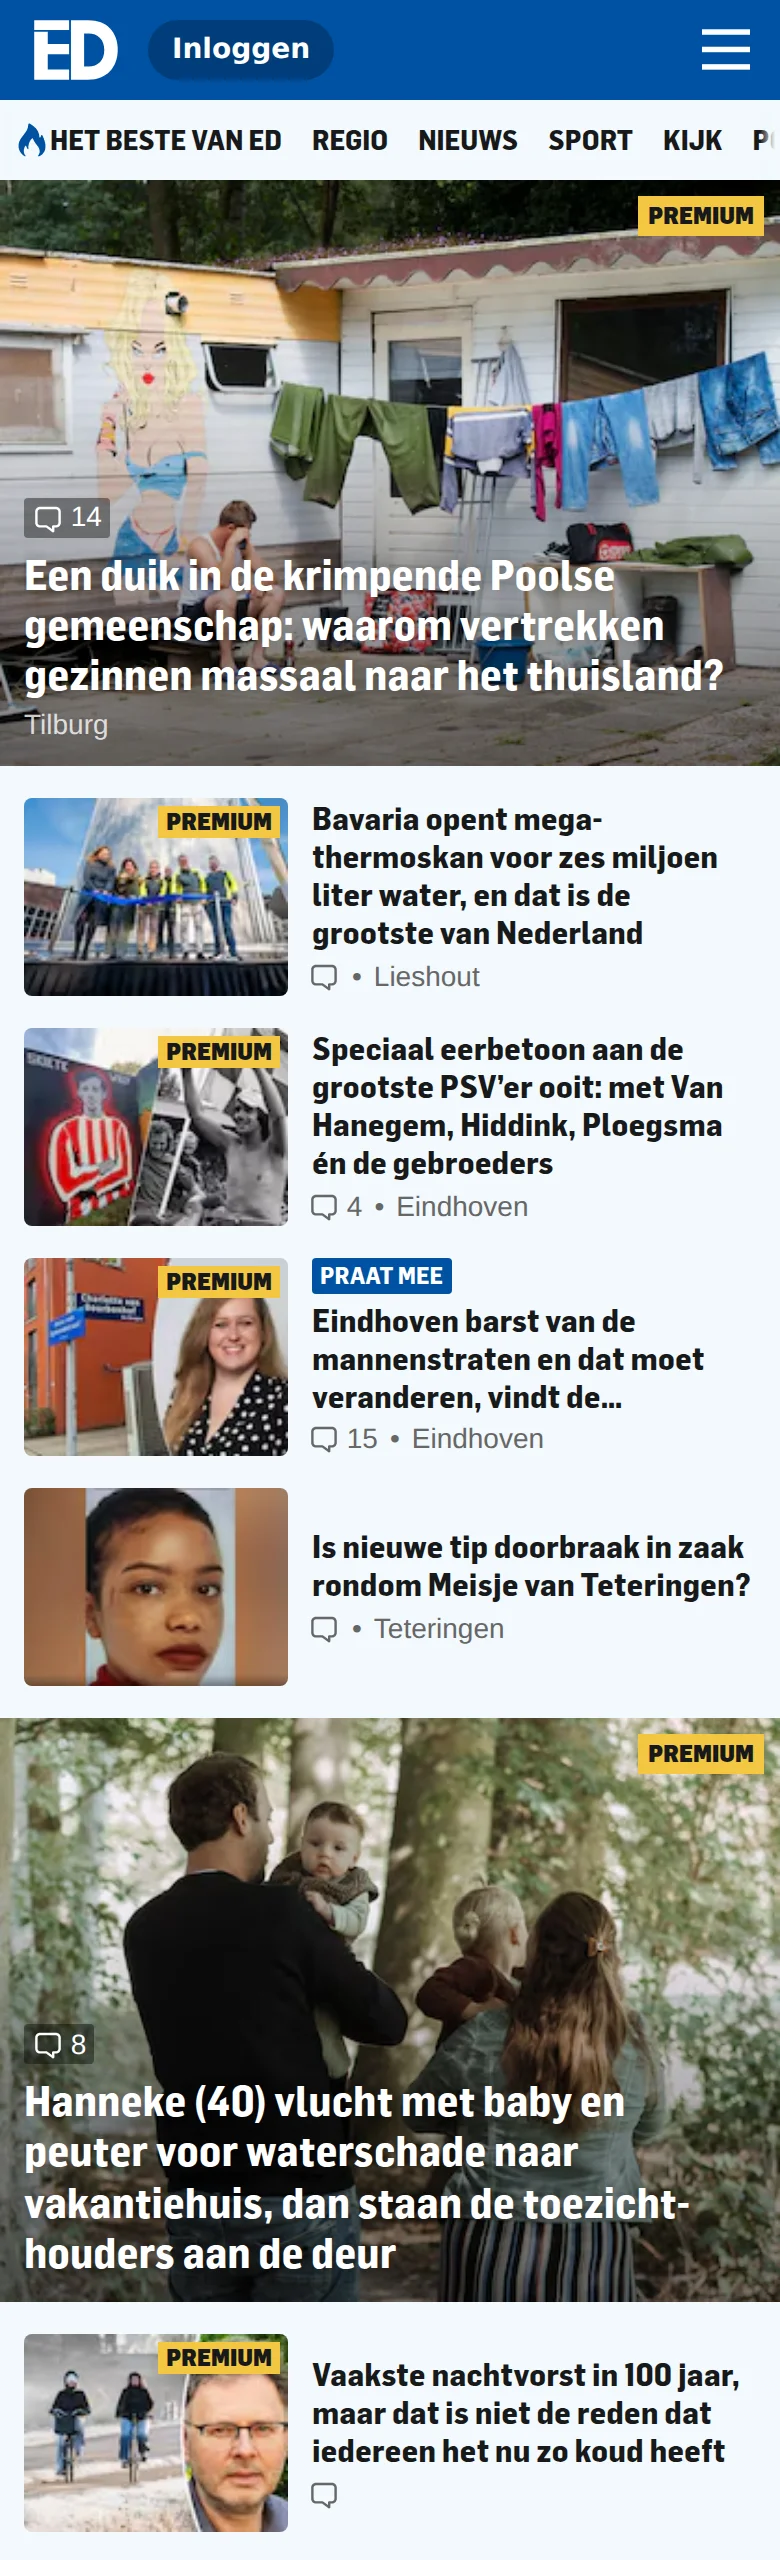 ED
Inloggen
HET BESTE VAN ED
REGIO
NIEUWS
SPORT
KIJK
PREMIUM
14
Een duik in de krimpende Poolse
gemeenschap: waarom vertrekken
gezinnen massaal naar het thuisland?
Tilburg
PREMIUM
Bavaria opent mega-
thermoskan voor zes miljoen
liter water, en dat is de
grootste van Nederland
• Lieshout
PREMIUM
Speciaal eerbetoon aan de
grootste PSV’er ooit: met Van
Hanegem, Hiddink, Ploegsma
én de gebroeders
4 • Eindhoven
PREMIUM
PRAAT MEE
Eindhoven barst van de
mannenstraten en dat moet
veranderen, vindt de...
15 • Eindhoven
Is nieuwe tip doorbraak in zaak
rondom Meisje van Teteringen?
• Teteringen
PREMIUM
8
Hanneke (40) vlucht met baby en
peuter voor waterschade naar
vakantiehuis, dan staan de toezicht-
houders aan de deur
PREMIUM
Vaakste nachtvorst in 100 jaar,
maar dat is niet de reden dat
iedereen het nu zo koud heeft